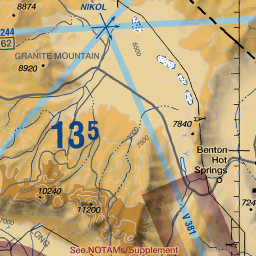 8874
NIKOL
244
62
GRANITE MOUNTAIN
8920
13⁵
7840
Benton
Hot
Springs
10240
11200
V 381
See NOTAMs/Supplement